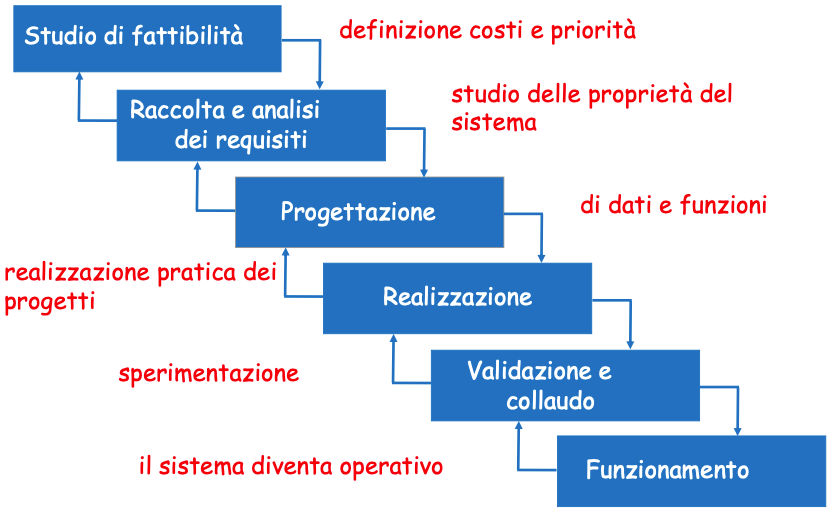 Studio di fattibilità
definizione costi e priorità
Raccolta e analisi
dei requisiti
studio delle proprietà del
sistema
Progettazione
di dati e funzioni
realizzazione pratica dei
progetti
Realizzazione
sperimentazione
Validazione e
collaudo
il sistema diventa operativo
Funzionamento